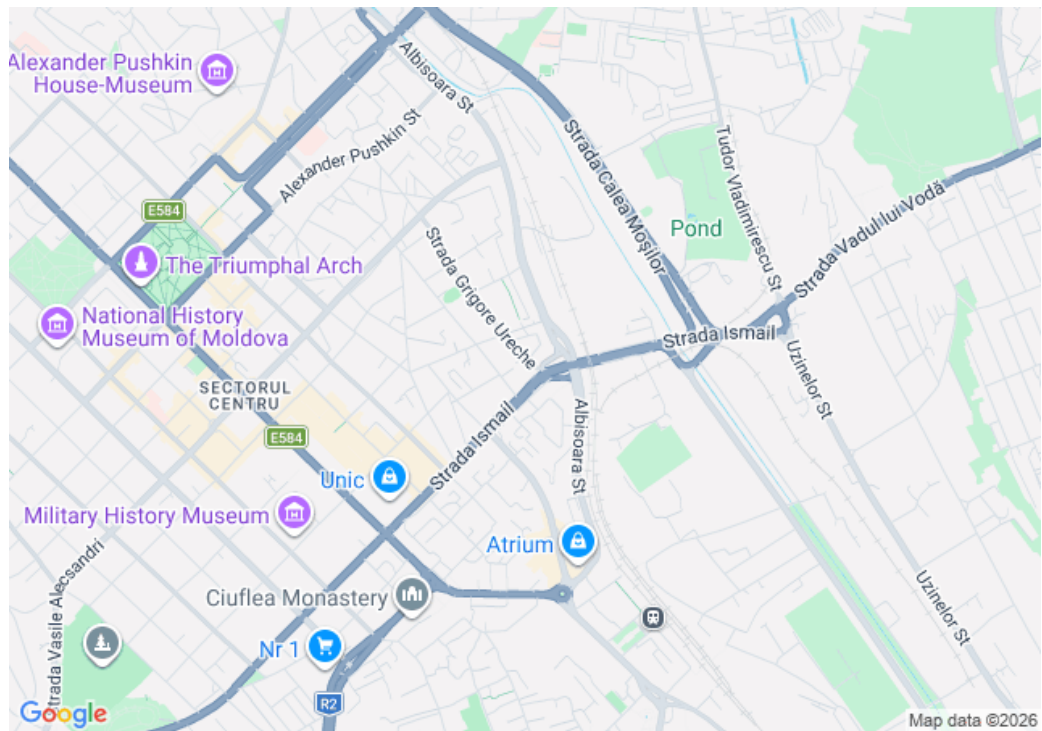 Alexander Pushkin
House-Museum
Albisoara St
Alexander Pushkin St
Strada Calea Moșilor
Tudor Vladimirescu St
Pond
Strada Vadul lui Vodă
E584
The Triumphal Arch
Strada Grigore Ureche
National History
Museum of Moldova
Strada Ismail
Uzinelor St
SECTORUL
CENTRU
E584
Strada Ismail
Albisoara St
Unic
Military History Museum
Atrium
Strada Vasile Alecsandri
Ciuflea Monastery
Uzinelor St
Nr 1
R2
Google
Map data ©2026